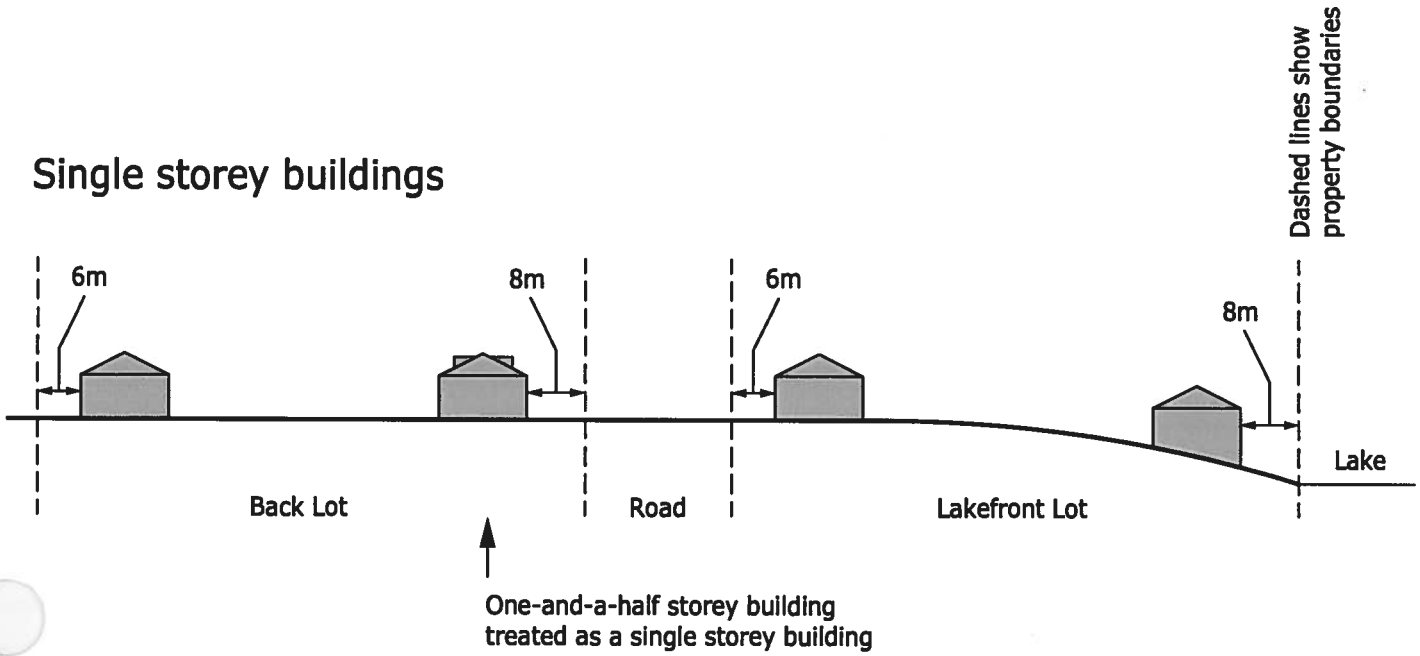 Dashed lines show
property boundaries
Single storey buildings
6m
8m
6m
8m
Back Lot
Road
Lakefront Lot
Lake
One-and-a-half storey building
treated as a single storey building